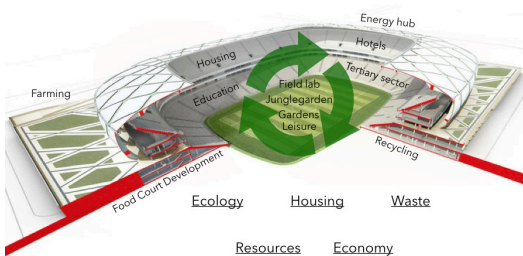 Energy hub
Hotels
Housing
Tertiary sector
Farming
Education
Field lab
Junglegarden
Gardens
Leisure
Food Court Development
Recycling
Ecology Housing Waste
Resources Economy